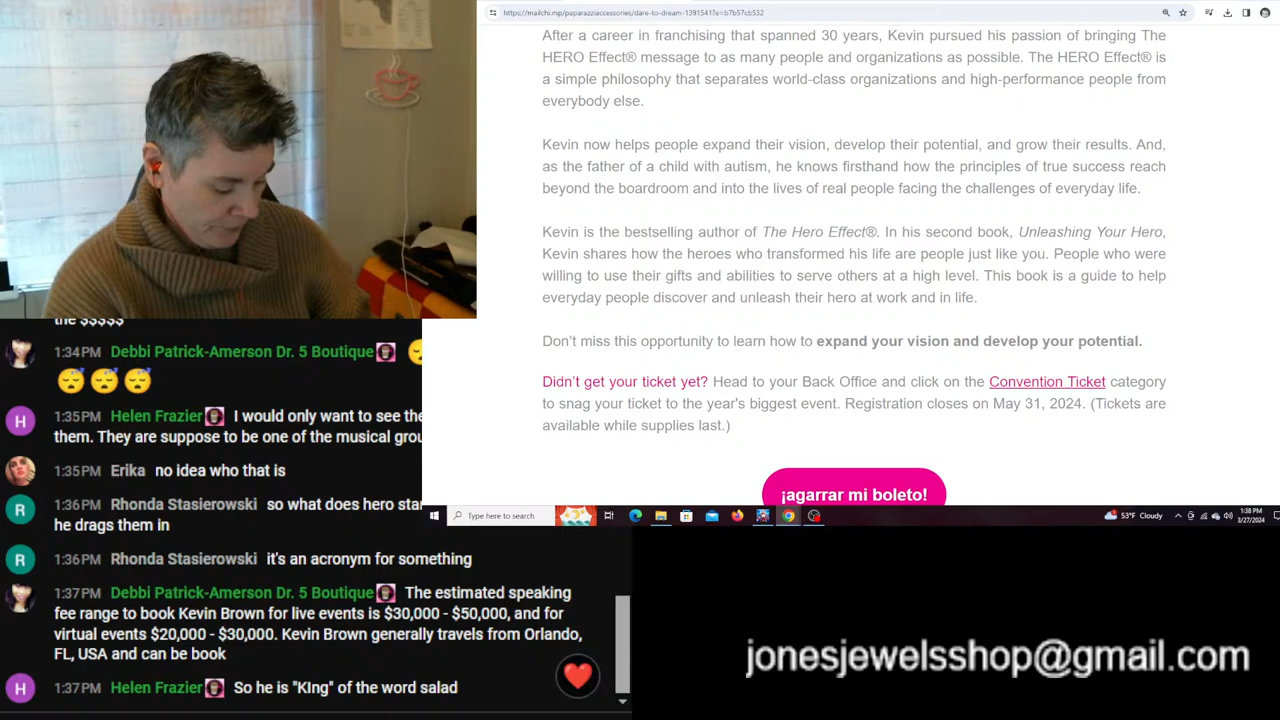 https://mailchi.mp/paparazziaccessories/dare-to-dream-13915417?e=b7b57cb532
After a career in franchising that spanned 30 years, Kevin pursued his passion of bringing The
HERO Effect® message to as many people and organizations as possible. The HERO Effect® is
a simple philosophy that separates world-class organizations and high-performance people from
everybody else.
Kevin now helps people expand their vision, develop their potential, and grow their results. And,
as the father of a child with autism, he knows firsthand how the principles of true success reach
beyond the boardroom and into the lives of real people facing the challenges of everyday life.
Kevin is the bestselling author of The Hero Effect®. In his second book, Unleashing Your Hero,
Kevin shares how the heroes who transformed his life are people just like you. People who were
willing to use their gifts and abilities to serve others at a high level. This book is a guide to help
everyday people discover and unleash their hero at work and in life.
Don't miss this opportunity to learn how to expand your vision and develop your potential.
Didn't get your ticket yet? Head to your Back Office and click on the Convention Ticket category
to snag your ticket to the year's biggest event. Registration closes on May 31, 2024. (Tickets are
available while supplies last.)
¡agarrar mi boleto!
Type here to search
53°F Cloudy
1:38 PM
3/27/2024
the $$$$$
1:34PM Debbi Patrick-Amerson Dr. 5 Boutique
H
1:35PM Helen Frazier I would only want to see the
them. They are suppose to be one of the musical grou
1:35PM Erika no idea who that is
R
1:36PM Rhonda Stasierowski so what does hero star
he drags them in
R
1:36PM Rhonda Stasierowski it's an acronym for something
1:37PM Debbi Patrick-Amerson Dr. 5 Boutique The estimated speaking
fee range to book Kevin Brown for live events is $30,000 - $50,000, and for
virtual events $20,000 - $30,000. Kevin Brown generally travels from Orlando,
FL, USA and can be book
H
1:37PM Helen Frazier So he is "KIng" of the word salad
jonesjewelsshop@gmail.com